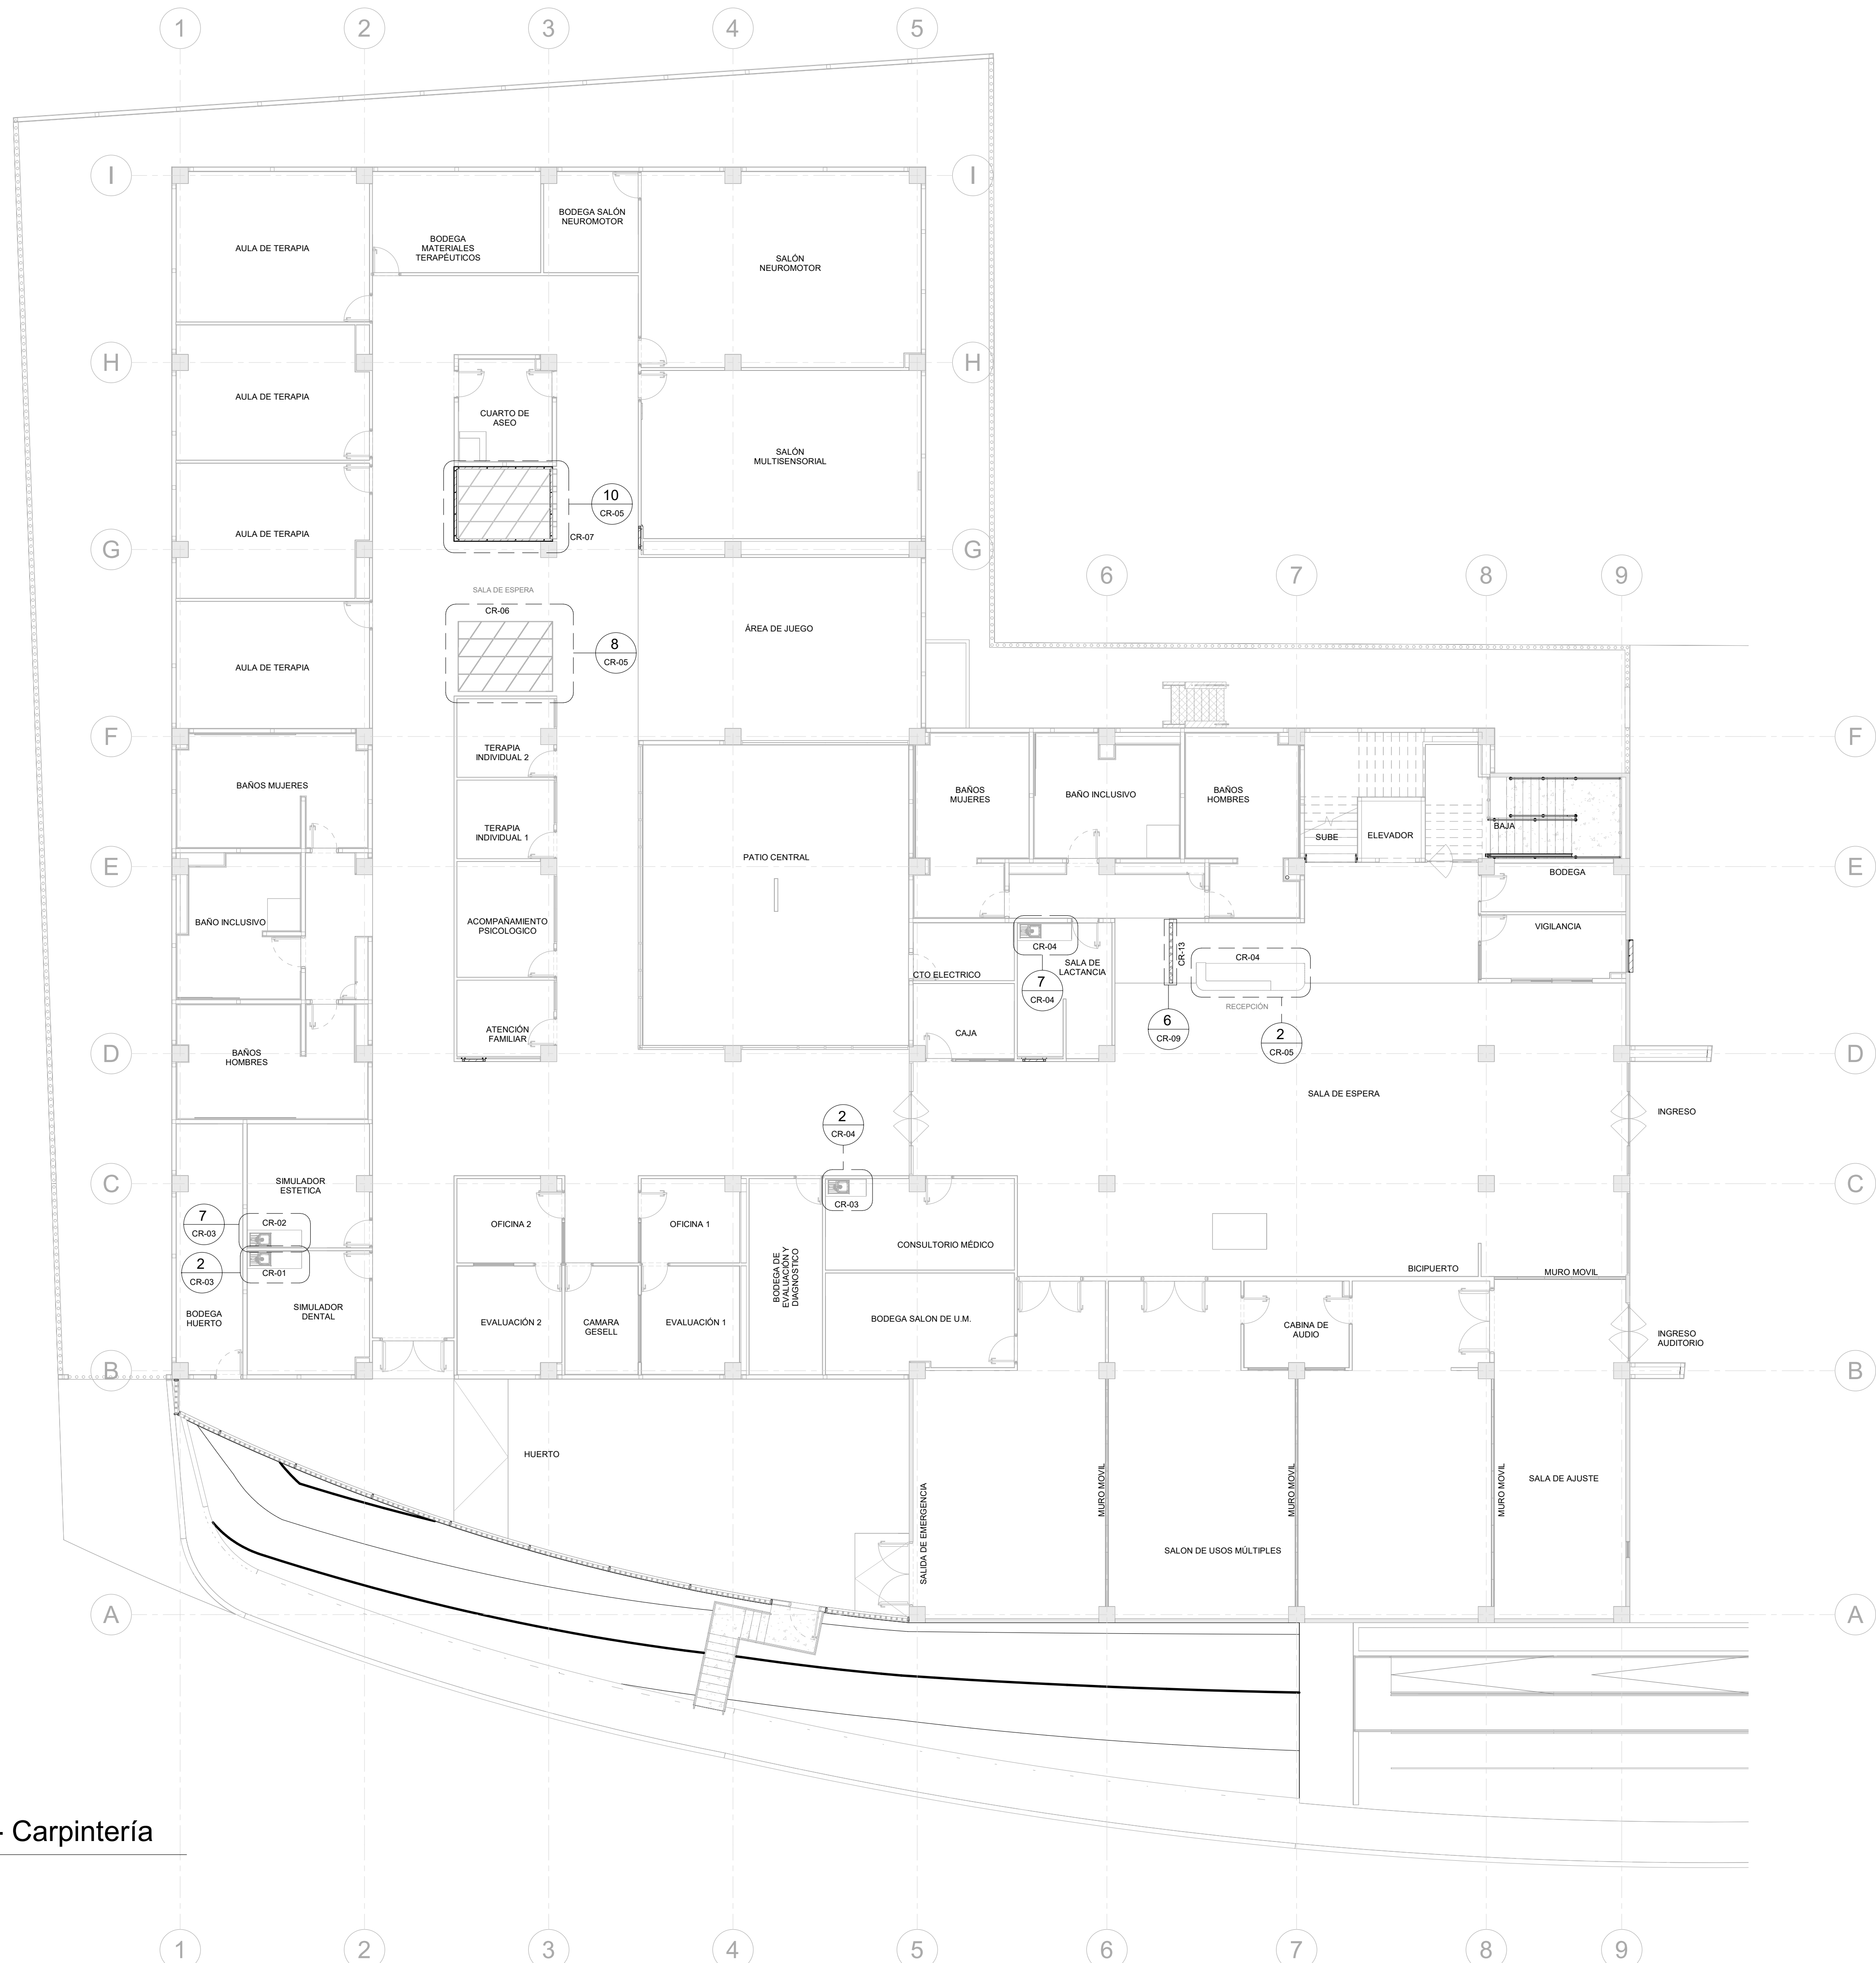 1
2
3
4
5
I
I
BODEGA SALÓN
NEUROMOTOR
BODEGA
MATERIALES
TERAPÉUTICOS
AULA DE TERAPIA
SALÓN
NEUROMOTOR
H
H
AULA DE TERAPIA
CUARTO DE
ASEO
SALÓN
MULTISENSORIAL
10
CR-05
CR-07
AULA DE TERAPIA
G
G
6
7
8
9
SALA DE ESPERA
CR-06
8
CR-05
ÁREA DE JUEGO
AULA DE TERAPIA
F
F
TERAPIA
INDIVIDUAL 2
BAÑOS MUJERES
BAÑOS
MUJERES
BAÑO INCLUSIVO
BAÑOS
HOMBRES
TERAPIA
INDIVIDUAL 1
SUBE
ELEVADOR
BAJA
PATIO CENTRAL
E
E
BODEGA
BAÑO INCLUSIVO
ACOMPAÑAMIENTO
PSICOLOGICO
VIGILANCIA
CR-04
CR-13
CR-04
SALA DE
LACTANCIA
CTO ELECTRICO
7
CR-04
RECEPCIÓN
6
CR-09
2
CR-05
ATENCIÓN
FAMILIAR
CAJA
D
D
BAÑOS
HOMBRES
SALA DE ESPERA
INGRESO
2
CR-04
C
C
SIMULADOR
ESTETICA
CR-03
7
CR-03
CR-02
OFICINA 2
OFICINA 1
CONSULTORIO MÉDICO
2
CR-03
CR-01
BODEGA DE
EVALUACIÓN Y
DIAGNOSTICO
BICIPUERTO
MURO MOVIL
BODEGA
HUERTO
SIMULADOR
DENTAL
EVALUACIÓN 2
CAMARA
GESELL
EVALUACIÓN 1
BODEGA SALON DE U.M.
CABINA DE
AUDIO
INGRESO
AUDITORIO
B
B
HUERTO
SALIDA DE EMERGENCIA
MURO MOVIL
MURO MOVIL
MURO MOVIL
SALA DE AJUSTE
SALON DE USOS MÚLTIPLES
A
A
- Carpintería
1
2
3
4
5
6
7
8
9